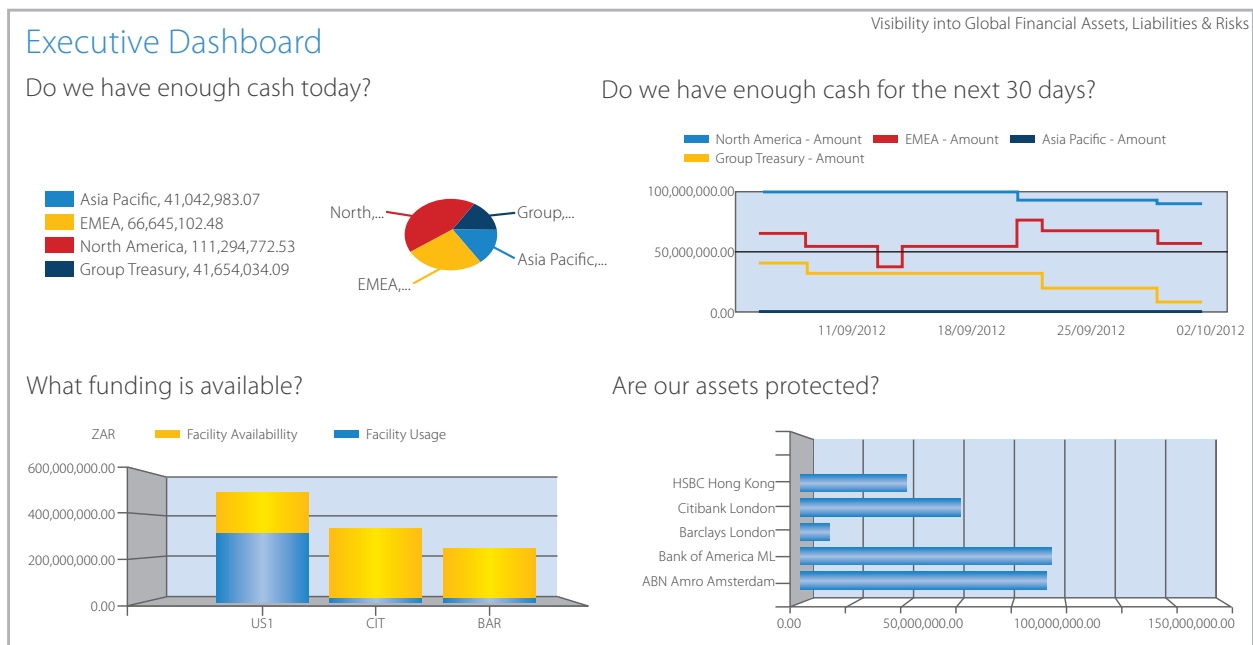 Visibility into Global Financial Assets, Liabilities & Risks
Executive Dashboard
Do we have enough cash today?
Asia Pacific, 41,042,983.07
EMEA, 66,645,102.48
North America, 111,294,772.53
Group Treasury, 41,654,034.09
North,...
Group,...
Asia Pacific,...
EMEA,...
Do we have enough cash for the next 30 days?
North America - Amount
EMEA - Amount
Asia Pacific - Amount
Group Treasury - Amount
100,000,000.00
50,000,000.00
0.00
11/09/2012
18/09/2012
25/09/2012
02/10/2012
What funding is available?
ZAR
Facility Availabillity
Facility Usage
600,000,000.00
400,000,000.00
200,000,000.00
0.00
US1
CIT
BAR
Are our assets protected?
HSBC Hong Kong
Citibank London
Barclays London
Bank of America ML
ABN Amro Amsterdam
0.00
50,000,000.00
100,000,000.00
150,000,000.00